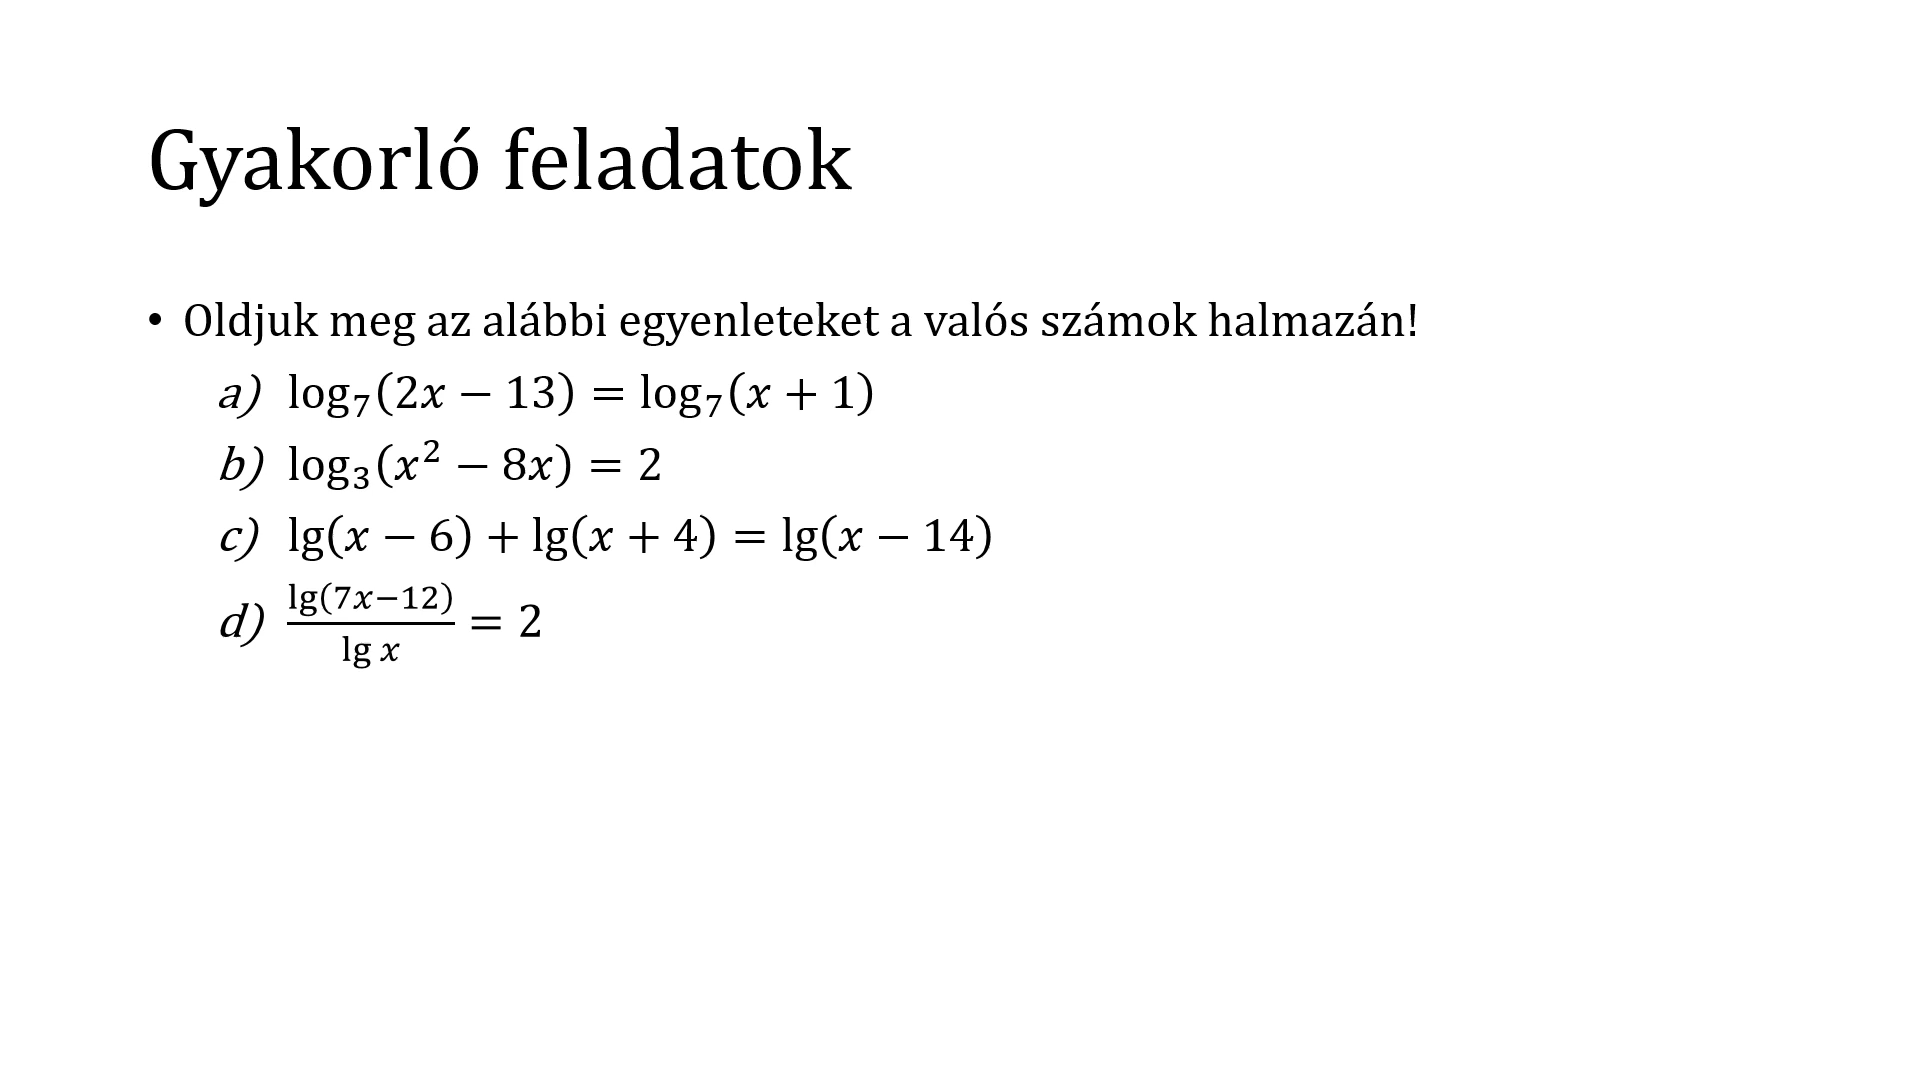 Gyakorló feladatok
• Oldjuk meg az alábbi egyenleteket a valós számok halmazán!
a) log₇(2x − 13) = log₇(x + 1)
b) log₃(x² − 8x) = 2
c) lg(x − 6) + lg(x + 4) = lg(x − 14)
d) lg(7x−12)/lg x = 2